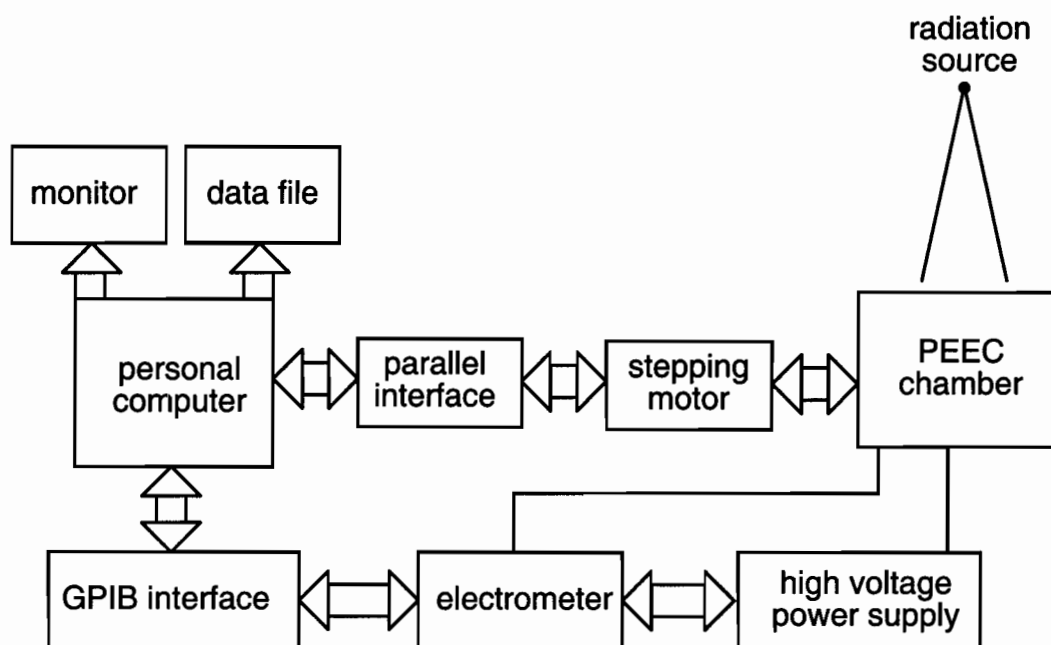 radiation
source
monitor
data file
personal
computer
parallel
interface
stepping
motor
PEEC
chamber
GPIB interface
electrometer
high voltage
power supply